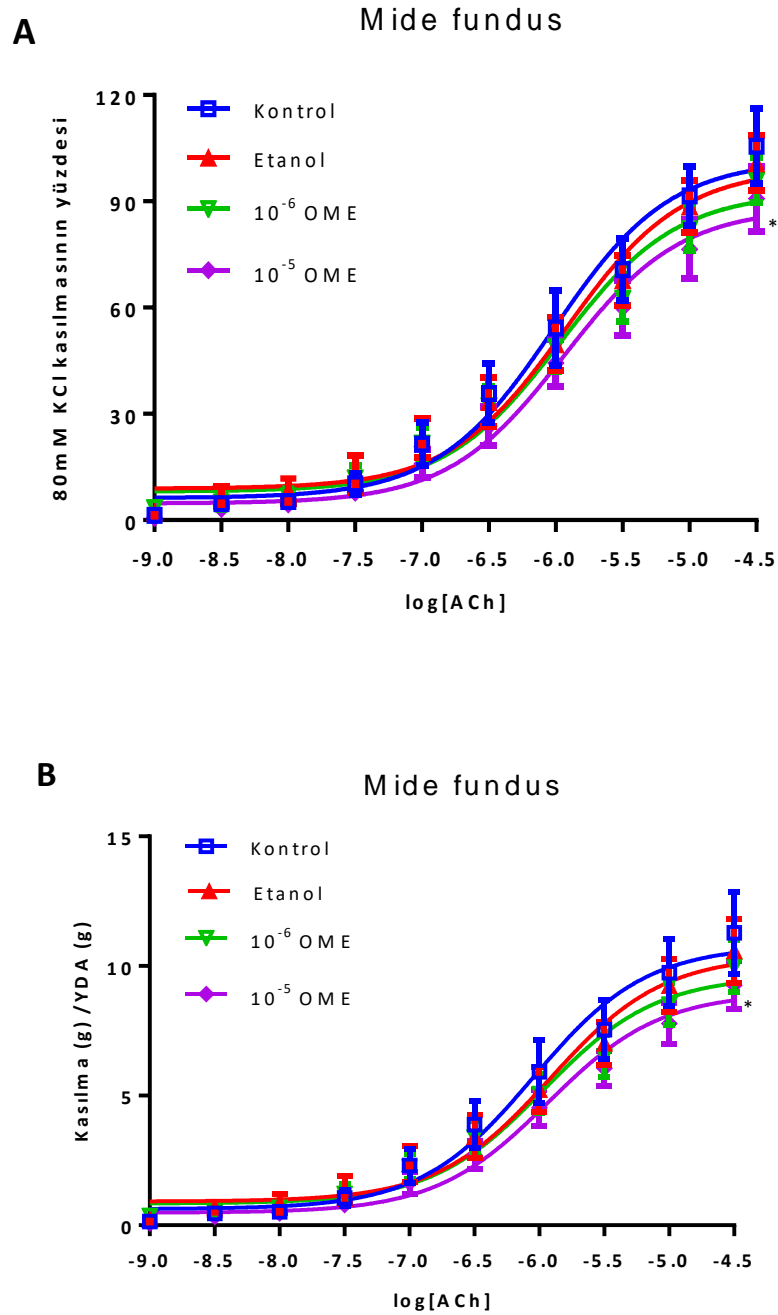 A
Mide fundus
80mM KCl kasılmasının yüzdesi
120
90
60
30
0
Kontrol
Etanol
10⁻⁶ OME
10⁻⁵ OME
*
-9.0 -8.5 -8.0 -7.5 -7.0 -6.5 -6.0 -5.5 -5.0 -4.5
log[ACh]
B
Mide fundus
Kasılma (g) /YDA (g)
15
10
5
0
Kontrol
Etanol
10⁻⁶ OME
10⁻⁵ OME
*
-9.0 -8.5 -8.0 -7.5 -7.0 -6.5 -6.0 -5.5 -5.0 -4.5
log[ACh]